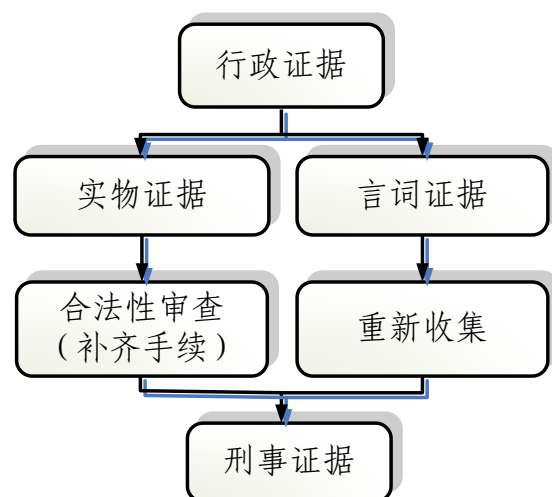 行政证据
实物证据
言词证据
合法性审查
(补齐手续)
重新收集
刑事证据